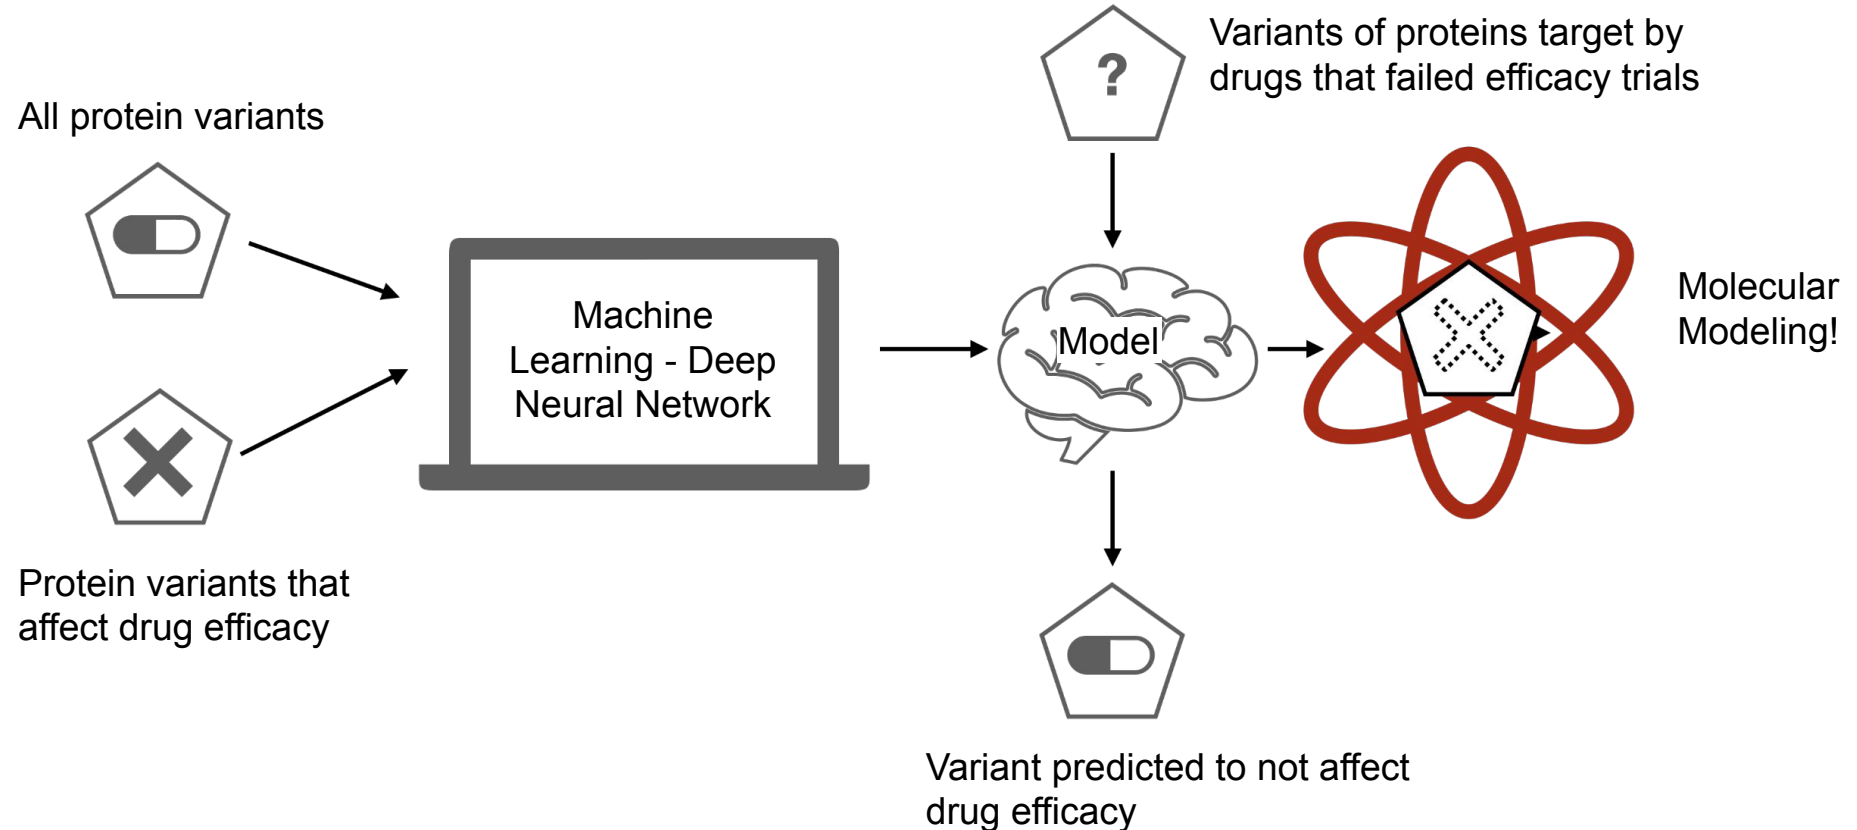 All protein variants
Protein variants that
affect drug efficacy
Machine
Learning - Deep
Neural Network
Variants of proteins target by
drugs that failed efficacy trials
?
Model
Variant predicted to not affect
drug efficacy
Molecular
Modeling!